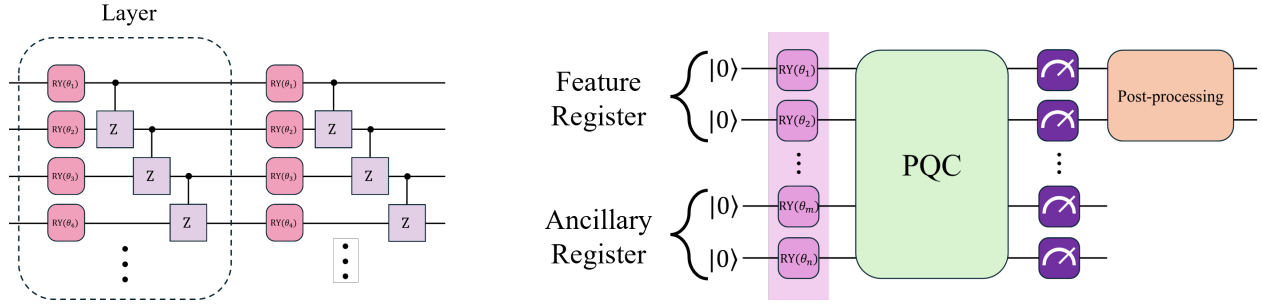 Layer
RY(θ₁) RY(θ₁)
RY(θ₂) Z RY(θ₂) Z
RY(θ₃) Z RY(θ₃) Z
RY(θ₄) Z RY(θ₄) Z
Feature
Register
|0⟩ RY(θ₁)
|0⟩ RY(θ₂)
Ancillary
Register
|0⟩ RY(θₘ)
|0⟩ RY(θₙ)
PQC
Post-processing